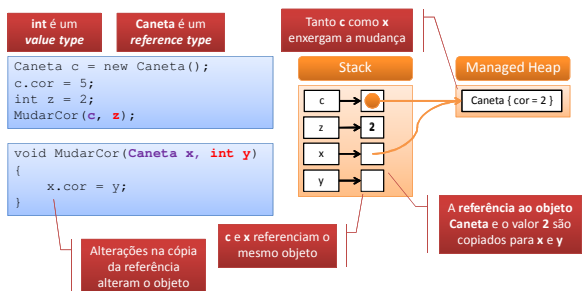 int é um
value type
Caneta é um
reference type
Tanto c como x
enxergam a mudança
Caneta c = new Caneta();
c.cor = 5;
int z = 2;
MudarCor(c, z);
void MudarCor(Caneta x, int y)
{
x.cor = y;
}
Stack
Managed Heap
c
z
2
x
y
Caneta { cor = 2 }
Alterações na cópia
da referência
alteram o objeto
c e x referenciam o
mesmo objeto
A referência ao objeto
Caneta e o valor 2 são
copiados para x e y